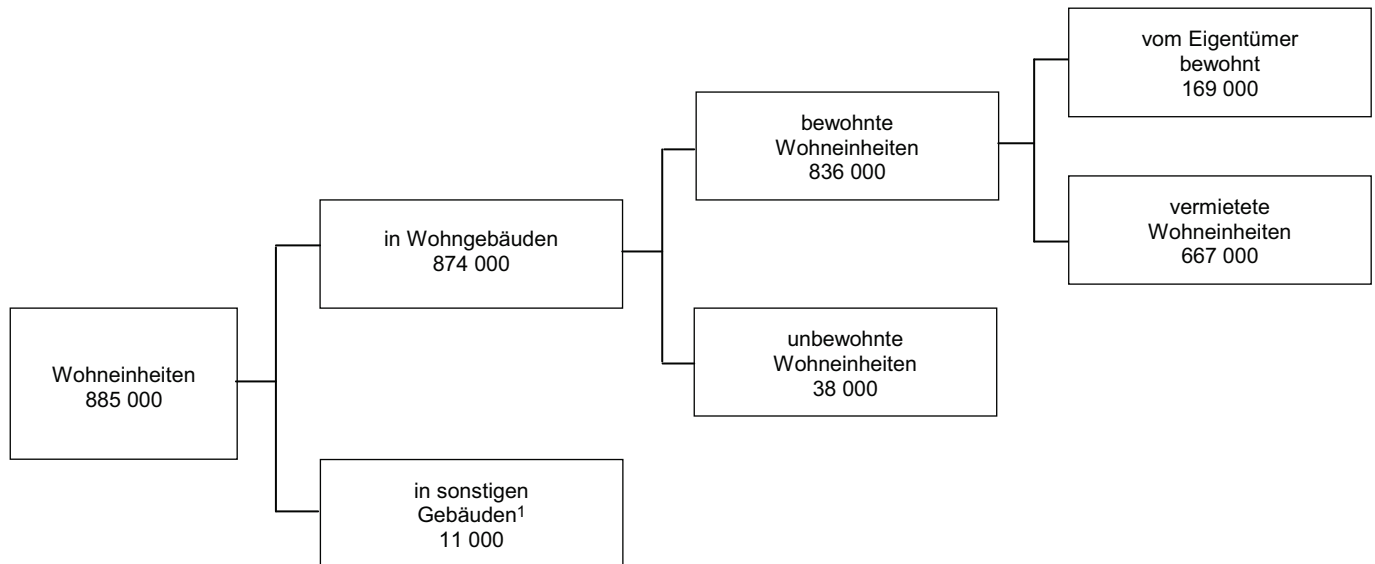 Wohneinheiten
885 000
in Wohngebäuden
874 000
in sonstigen
Gebäuden¹
11 000
bewohnte
Wohneinheiten
836 000
unbewohnte
Wohneinheiten
38 000
vom Eigentümer
bewohnt
169 000
vermietete
Wohneinheiten
667 000